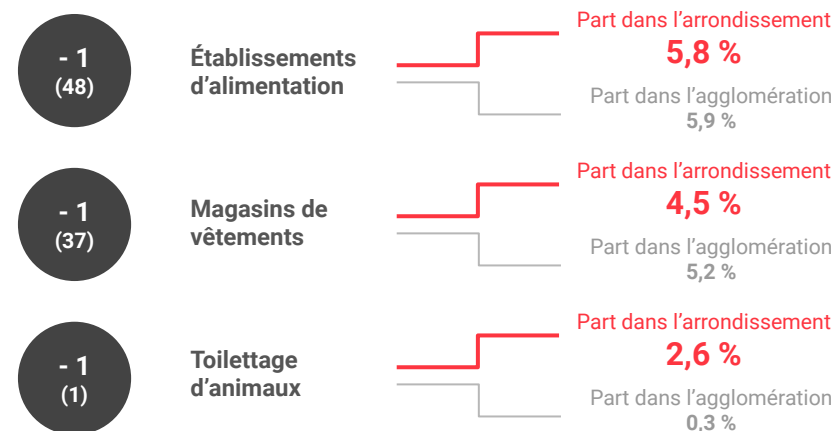 - 1
(48)
Établissements
d'alimentation
Part dans l'arrondissement
5,8 %
Part dans l'agglomération
5,9 %
- 1
(37)
Magasins de
vêtements
Part dans l'arrondissement
4,5 %
Part dans l'agglomération
5,2 %
- 1
(1)
Toilettage
d'animaux
Part dans l'arrondissement
2,6 %
Part dans l'agglomération
0,3 %